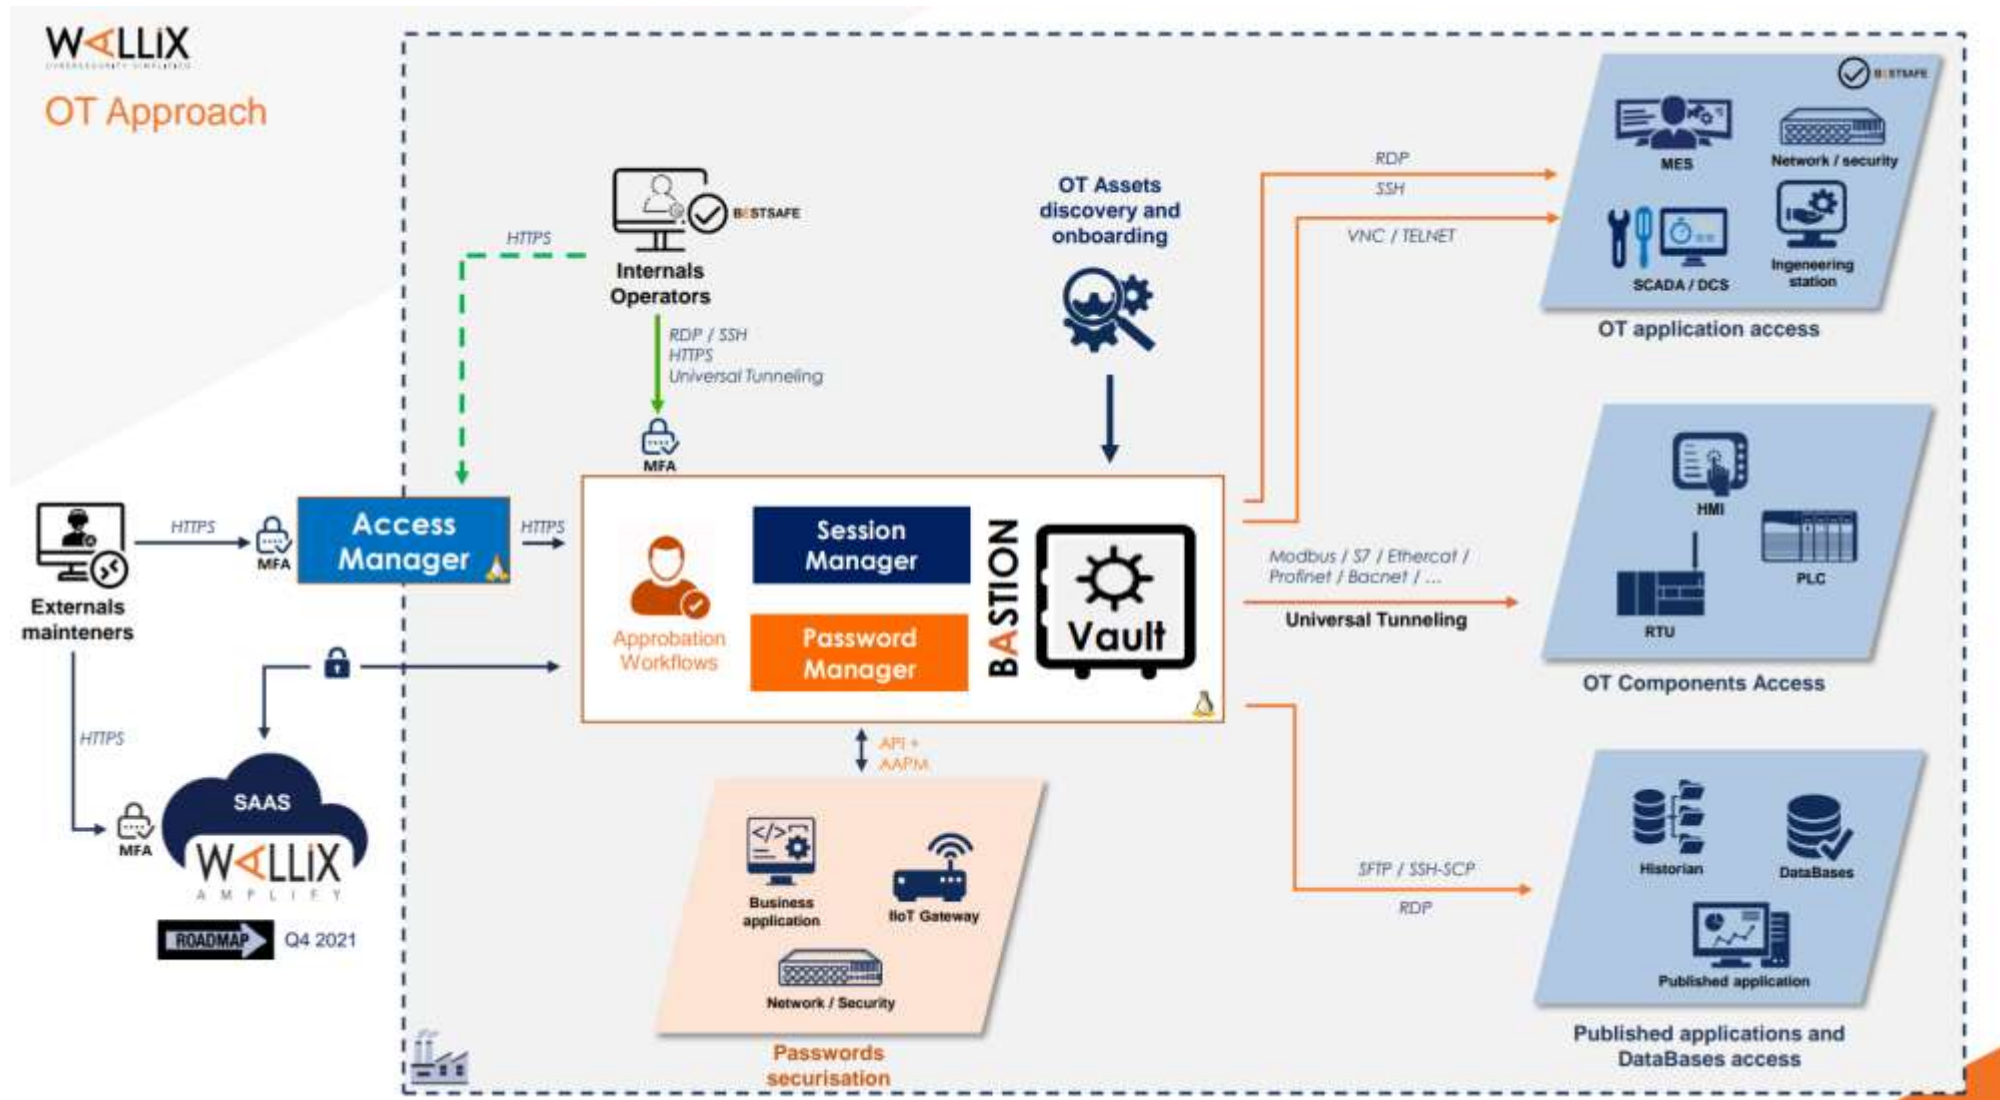 WALLIX
CYBERSECURITY SIMPLIFIED
OT Approach
BESTSAFE
Internals
Operators
HTTPS
RDP / SSH
HTTPS
Universal Tunneling
MFA
OT Assets
discovery and
onboarding
RDP
SSH
VNC / TELNET
BESTSAFE
MES
Network / security
SCADA / DCS
Ingeneering
station
OT application access
Externals
mainteners
HTTPS
MFA
Access
Manager
HTTPS
Approbation
Workflows
Session
Manager
Password
Manager
BASTION
Vault
Modbus / S7 / Ethercat /
Profinet / Bacnet / ...
Universal Tunneling
HMI
PLC
RTU
OT Components Access
HTTPS
MFA
SAAS
WALLIX
AMPLIFY
ROADMAP
Q4 2021
API +
AAPM
Business
application
IIoT Gateway
Network / Security
Passwords
securisation
SFTP / SSH-SCP
RDP
Historian
DataBases
Published application
Published applications and
DataBases access